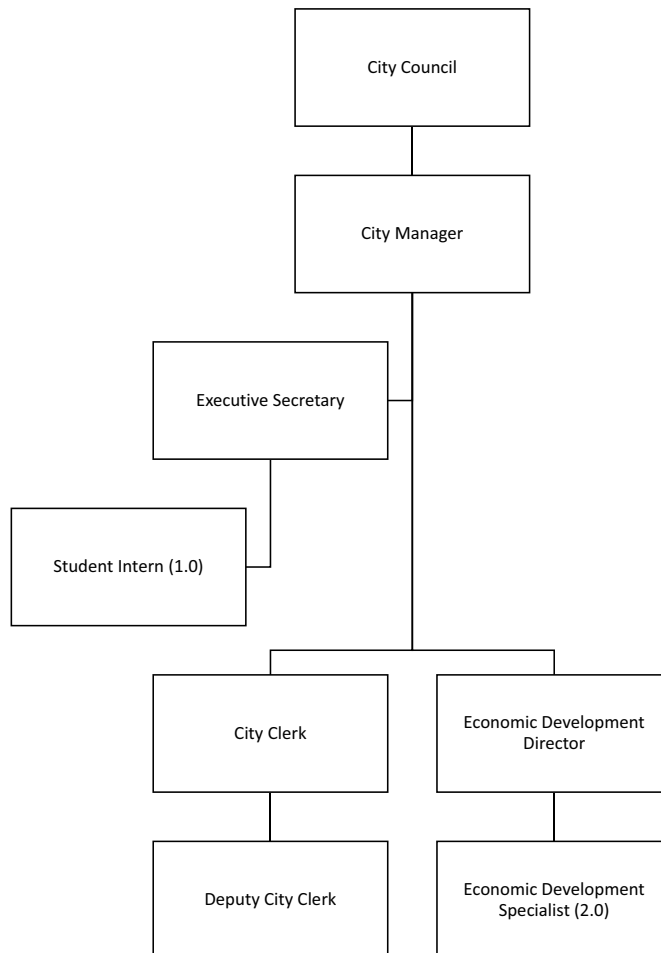 City Council
City Manager
Executive Secretary
Student Intern (1.0)
City Clerk
Economic Development
Director
Deputy City Clerk
Economic Development
Specialist (2.0)